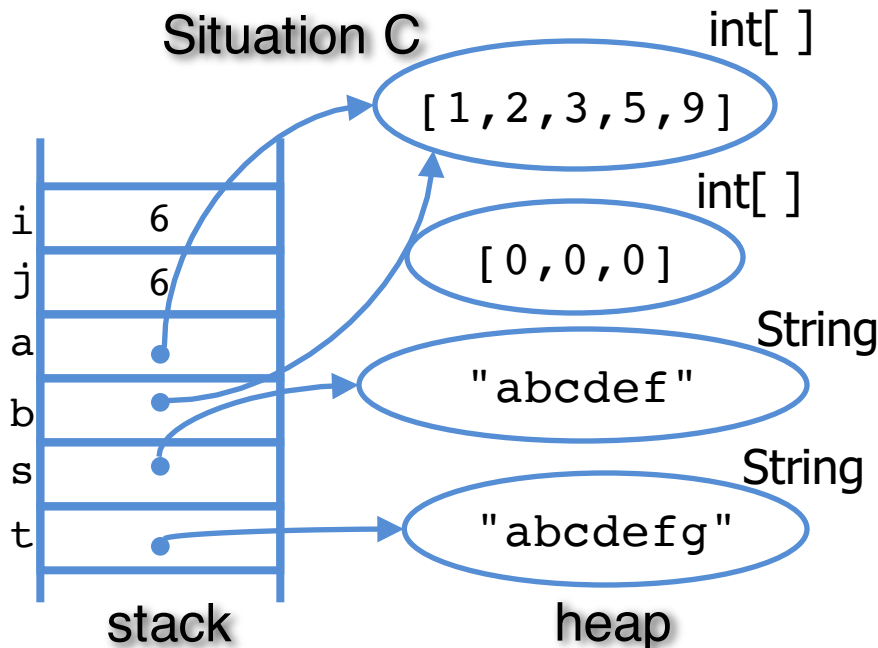 Situation C
int[ ]
[1,2,3,5,9]
int[ ]
i 6
[0,0,0]
j 6
String
a
"abcdef"
b
String
s
"abcdefg"
t
stack
heap